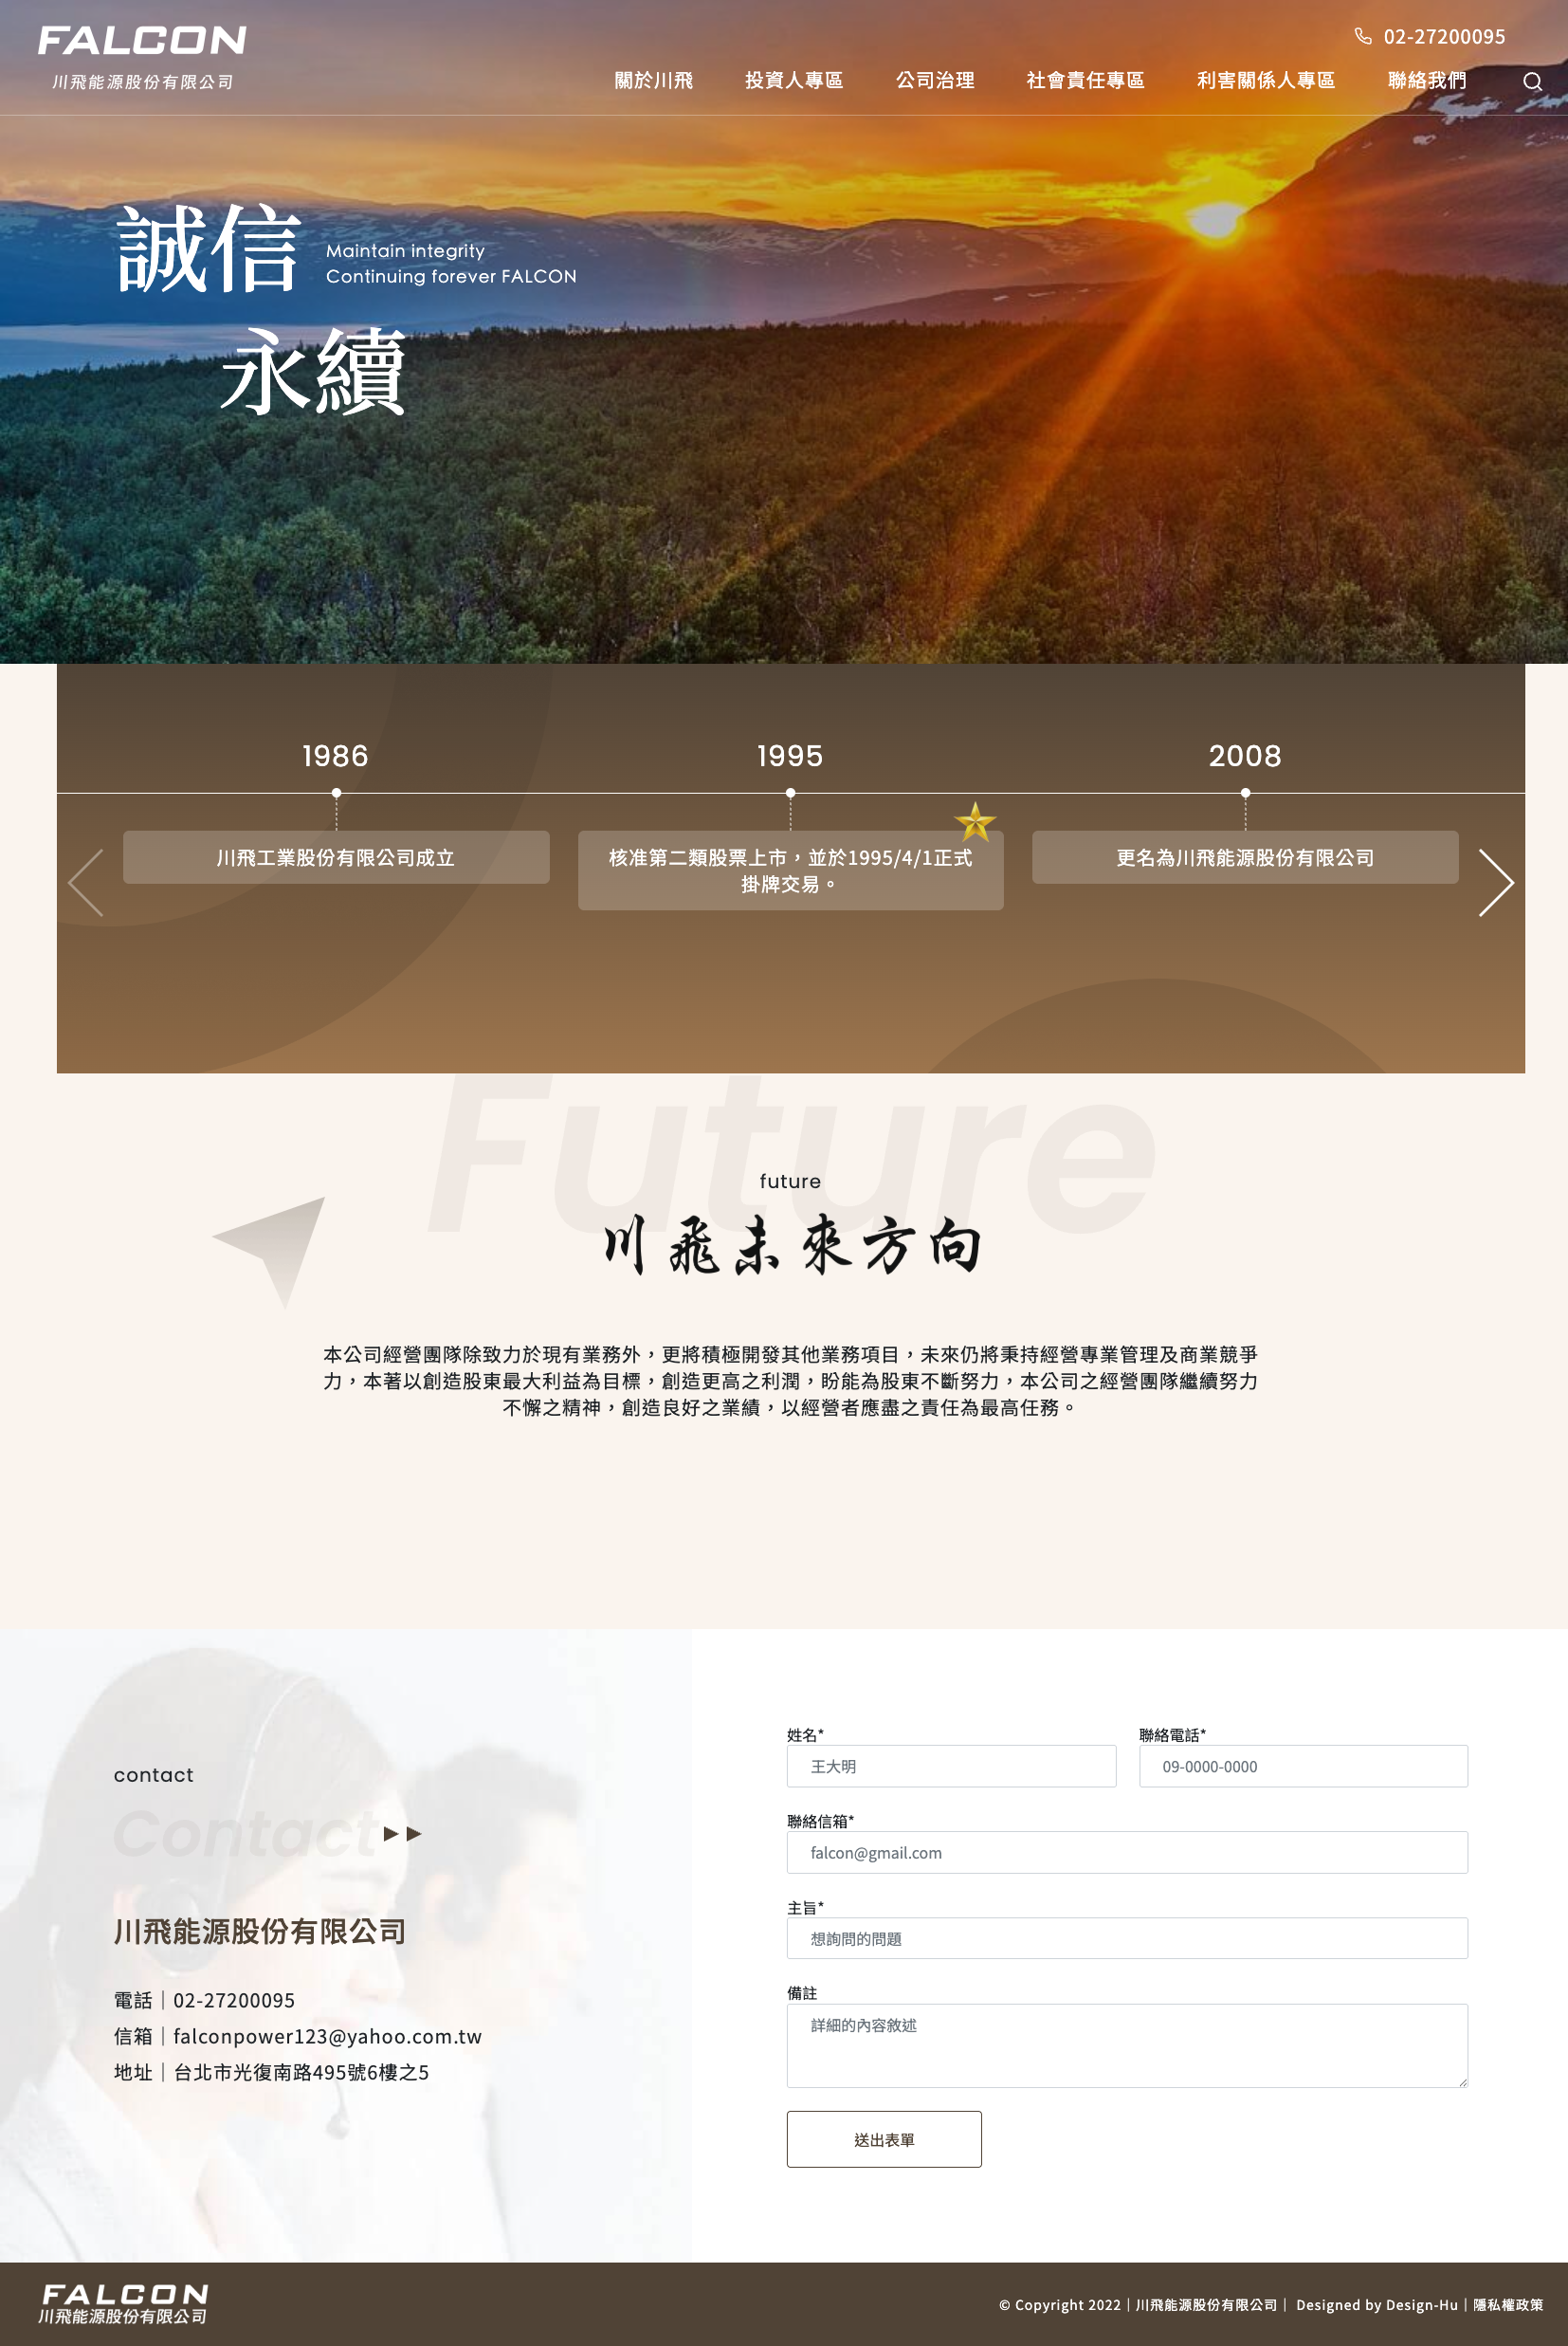 FALCON
川飛能源股份有限公司
02-27200095
關於川飛 投資人專區 公司治理 社會責任專區 利害關係人專區 聯絡我們
誠信
Maintain integrity
Continuing forever FALCON
永續
1986 1995 2008
川飛工業股份有限公司成立
核准第二類股票上市，並於1995/4/1正式
掛牌交易。
更名為川飛能源股份有限公司
Future
future
川飛未來方向
本公司經營團隊除致力於現有業務外，更將積極開發其他業務項目，未來仍將秉持經營專業管理及商業競爭
力，本著以創造股東最大利益為目標，創造更高之利潤，盼能為股東不斷努力，本公司之經營團隊繼續努力
不懈之精神，創造良好之業績，以經營者應盡之責任為最高任務。
contact
Contact
川飛能源股份有限公司
電話｜02-27200095
信箱｜falconpower123@yahoo.com.tw
地址｜台北市光復南路495號6樓之5
姓名* 聯絡電話*
王大明 09-0000-0000
聯絡信箱*
falcon@gmail.com
主旨*
想詢問的問題
備註
詳細的內容敘述
送出表單
FALCON
川飛能源股份有限公司
© Copyright 2022｜川飛能源股份有限公司｜ Designed by Design-Hu｜隱私權政策